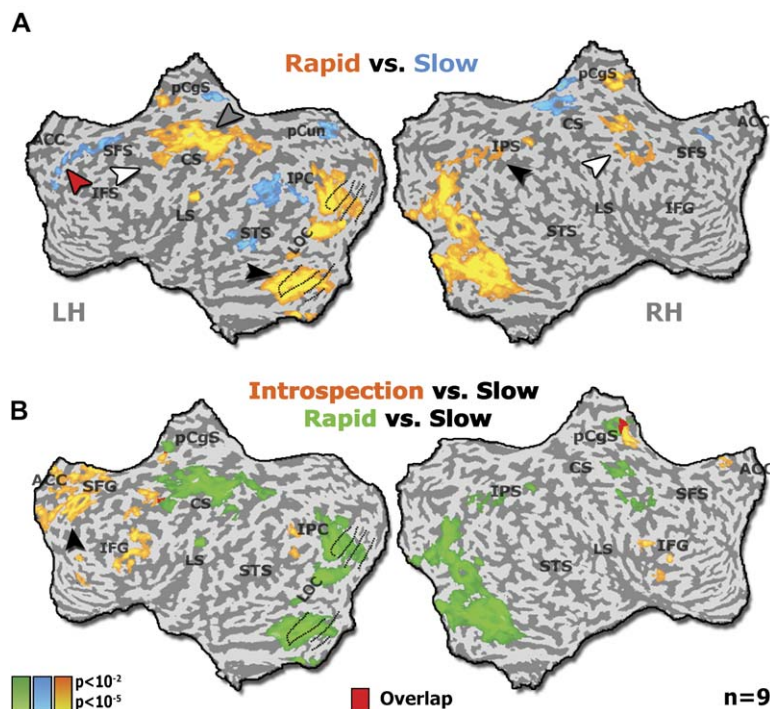 A
Rapid vs. Slow
pCgS
ACC
SFS
CS
pCun
IFS
LS
IPC
STS
LOC
LH
pCgS
CS
ACC
IPS
SFS
LS
IFG
STS
RH
B
Introspection vs. Slow
Rapid vs. Slow
pCgS
ACC
SFG
CS
IFG
LS
IPC
STS
LOC
pCgS
ACC
CS
IPS
SFS
LS
IFG
STS
p<10-2
p<10-5
Overlap
n=9